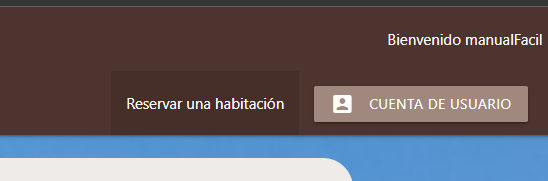 Bienvenido manualFacil
Reservar una habitación
CUENTA DE USUARIO